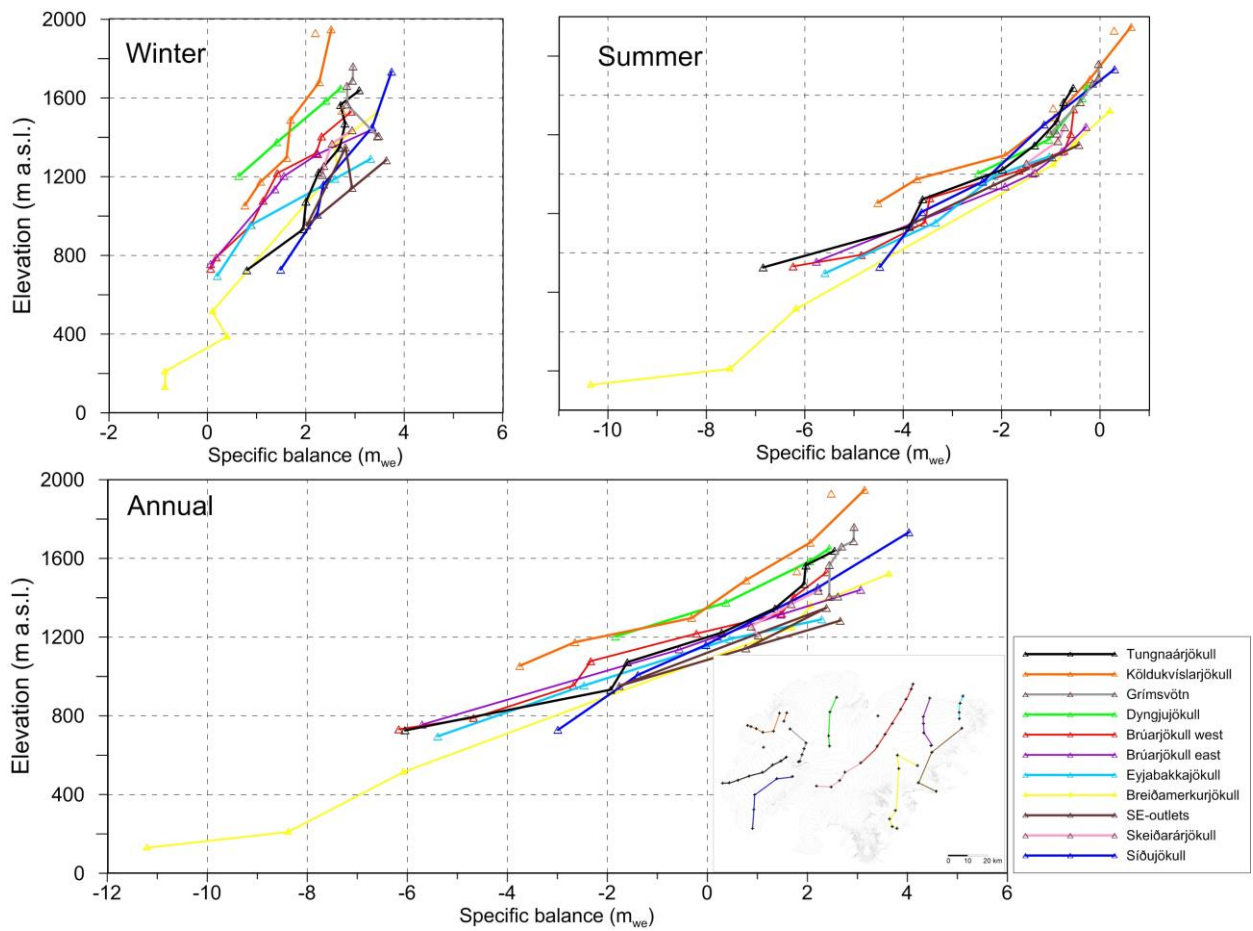 Winter
Summer
2000
1600
1200
800
400
0
Elevation (m a.s.l.)
-2 0 2 4 6
Specific balance (mwe)
-10 -8 -6 -4 -2 0
Specific balance (mwe)
Annual
2000
1600
1200
800
400
0
Elevation (m a.s.l.)
-12 -10 -8 -6 -4 -2 0 2 4 6
Specific balance (mwe)
0 10 20 km
Tungnaárjökull
Köldukvíslarjökull
Grímsvötn
Dyngjujökull
Brúarjökull west
Brúarjökull east
Eyjabakkajökull
Breiðamerkurjökull
SE-outlets
Skeiðarárjökull
Síðujökull